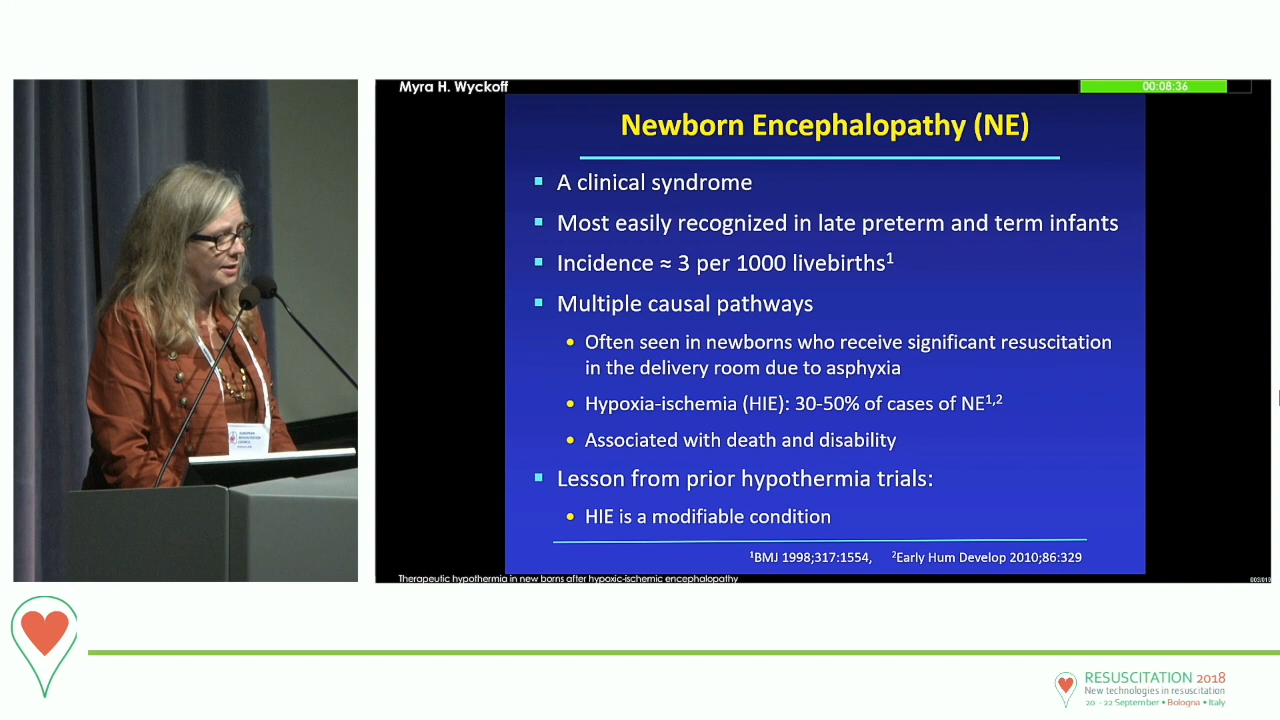 Myra H. Wyckoff
00:08:36
Newborn Encephalopathy (NE)
A clinical syndrome
Most easily recognized in late preterm and term infants
Incidence ≈ 3 per 1000 livebirths¹
Multiple causal pathways
Often seen in newborns who receive significant resuscitation
in the delivery room due to asphyxia
Hypoxia-ischemia (HIE): 30-50% of cases of NE¹,²
Associated with death and disability
Lesson from prior hypothermia trials:
HIE is a modifiable condition
¹BMJ 1998;317:1554, ²Early Hum Develop 2010;86:329
Therapeutic hypothermia in new borns after hypoxic-ischemic encephalopathy
EUROPEAN
RESUSCITATION
COUNCIL
RESUSCITATION 2018
New technologies in resuscitation
20 - 22 September • Bologna • Italy